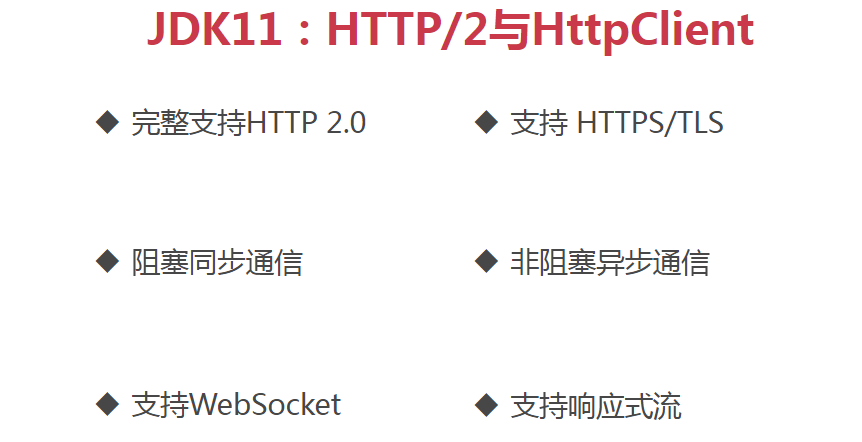 JDK11：HTTP/2与HttpClient
◆ 完整支持HTTP 2.0
◆ 支持 HTTPS/TLS
◆ 阻塞同步通信
◆ 非阻塞异步通信
◆ 支持WebSocket
◆ 支持响应式流